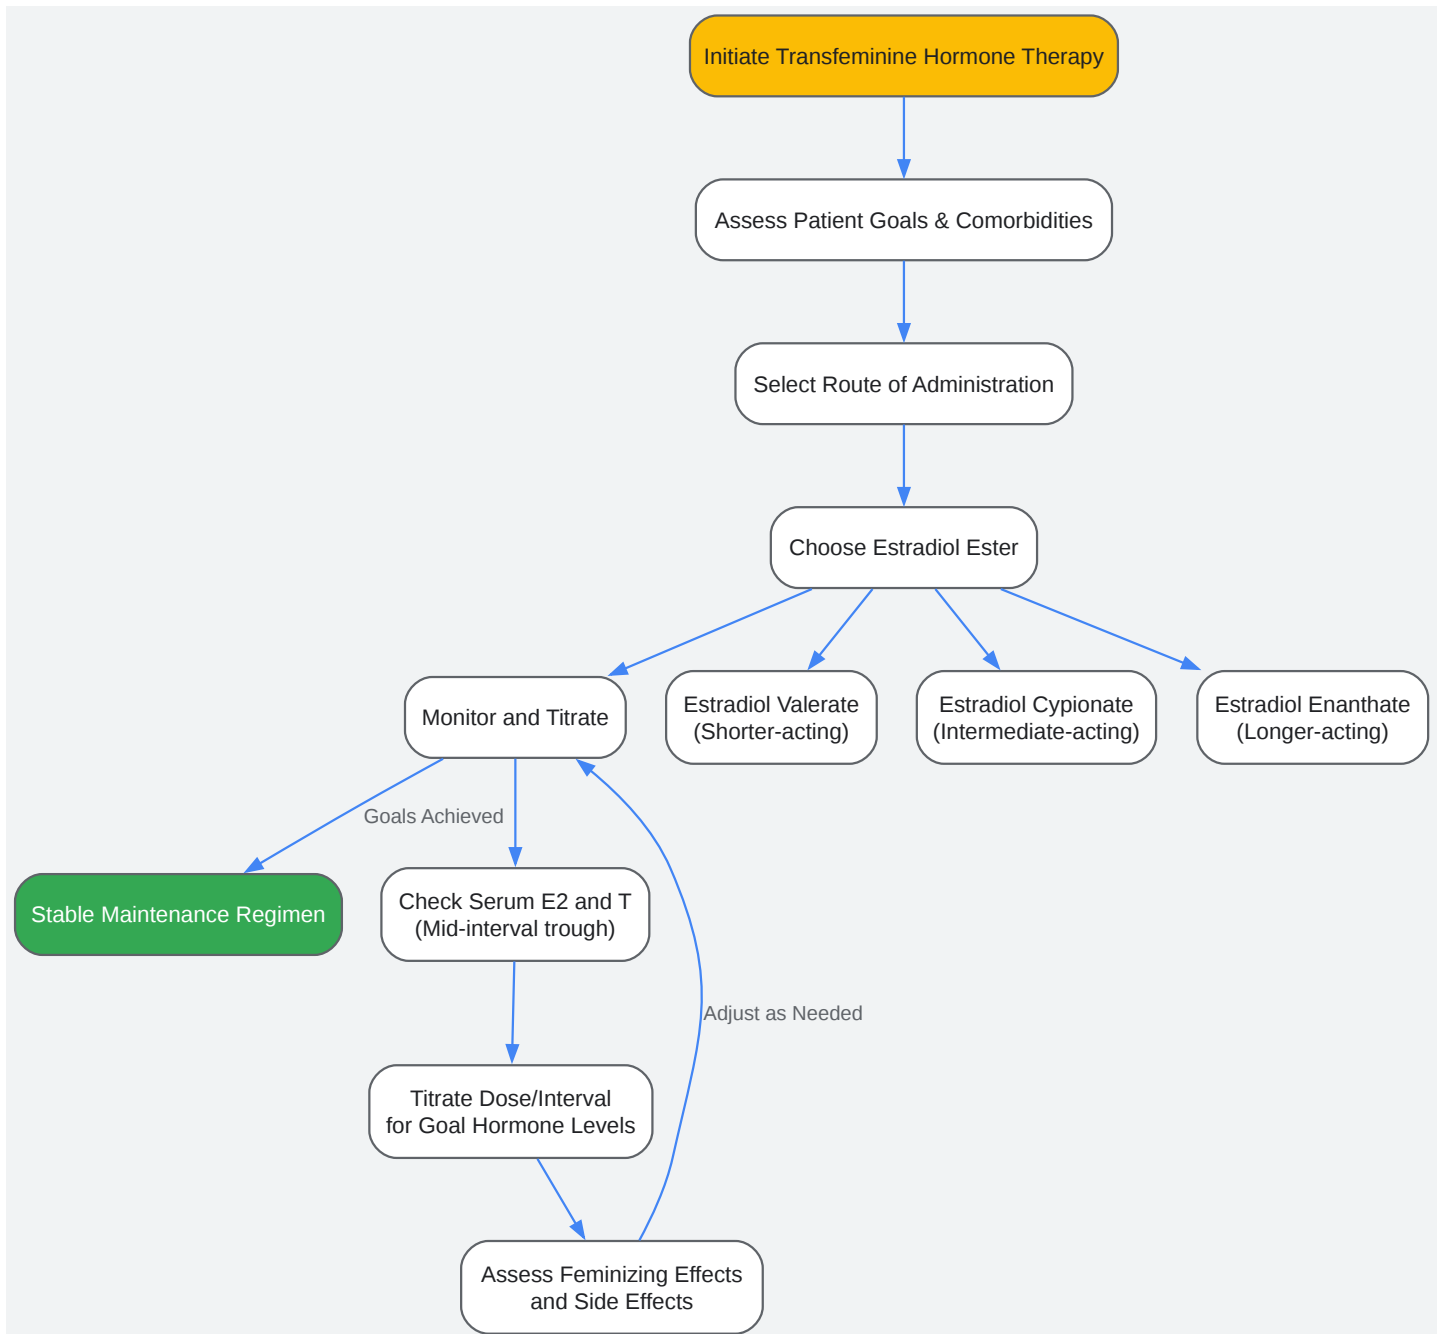 Initiate Transfeminine Hormone Therapy
Assess Patient Goals & Comorbidities
Select Route of Administration
Choose Estradiol Ester
Monitor and Titrate
Estradiol Valerate
(Shorter-acting)
Estradiol Cypionate
(Intermediate-acting)
Estradiol Enanthate
(Longer-acting)
Goals Achieved
Stable Maintenance Regimen
Check Serum E2 and T
(Mid-interval trough)
Adjust as Needed
Titrate Dose/Interval
for Goal Hormone Levels
Assess Feminizing Effects
and Side Effects